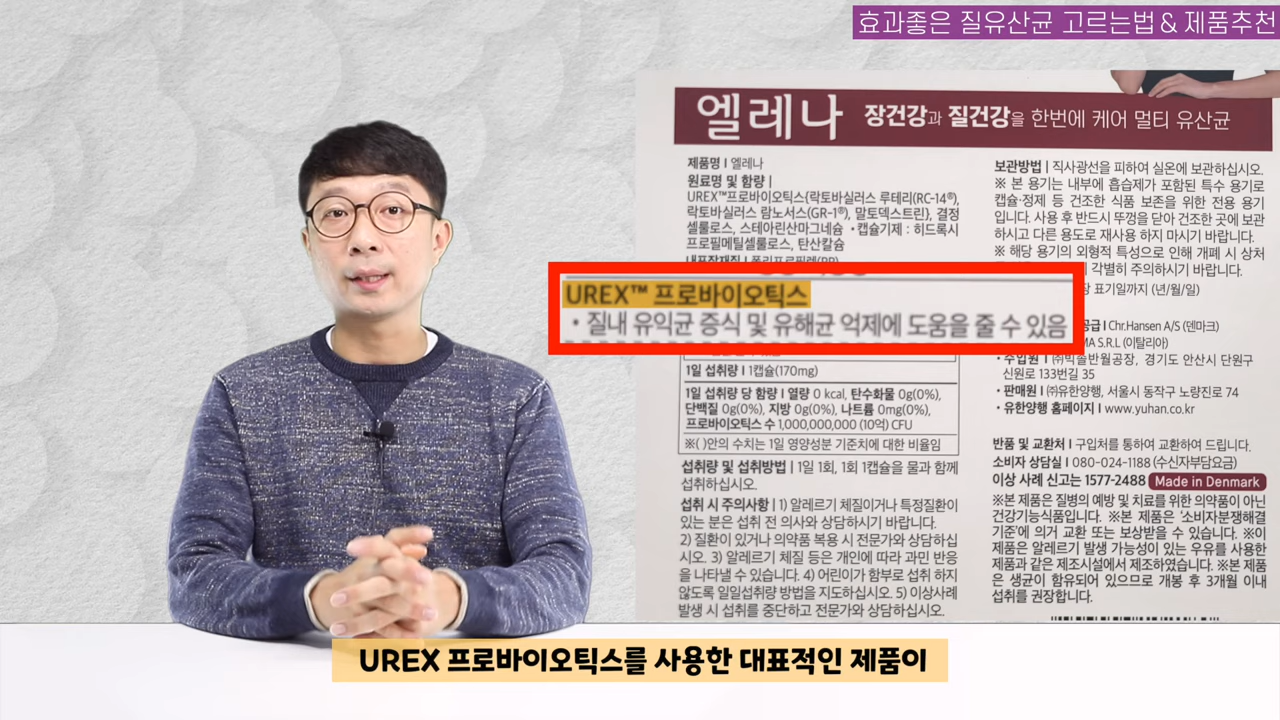 효과좋은 질유산균 고르는법 & 제품추천
엘레나 장건강과 질건강을 한번에 케어 멀티 유산균
제품명 | 엘레나
원료명 및 함량 |
UREX™프로바이오틱스{락토바실러스 루테리(RC-14®),
락토바실러스 람노서스(GR-1®), 말토덱스트린}, 결정
셀룰로스, 스테아린산마그네슘 •캡슐기제 : 히드록시
프로필메틸셀룰로스, 탄산칼슘
내포장재질 | 폴리프로필렌(PP)
UREX™ 프로바이오틱스
• 질내 유익균 증식 및 유해균 억제에 도움을 줄 수 있음
1일 섭취량 | 1캡슐(170mg)
1일 섭취량 당 함량 | 열량 0 kcal, 탄수화물 0g(0%),
단백질 0g(0%), 지방 0g(0%), 나트륨 0mg(0%),
프로바이오틱스 수 1,000,000,000 (10억) CFU
※( )안의 수치는 1일 영양성분 기준치에 대한 비율임
섭취량 및 섭취방법 | 1일 1회, 1회 1캡슐을 물과 함께
섭취하십시오.
섭취 시 주의사항 | 1) 알레르기 체질이거나 특정질환이
있는 분은 섭취 전 의사와 상담하시기 바랍니다.
2) 질환이 있거나 의약품 복용 시 전문가와 상담하십
시오. 3) 알레르기 체질 등은 개인에 따라 과민 반응
을 나타낼 수 있습니다. 4) 어린이가 함부로 섭취 하지
않도록 일일섭취량 방법을 지도하십시오. 5) 이상사례
발생 시 섭취를 중단하고 전문가와 상담하십시오.
보관방법 | 직사광선을 피하여 실온에 보관하십시오.
※ 본 용기는 내부에 흡습제가 포함된 특수 용기로
캡슐·정제 등 건조한 식품 보존을 위한 전용 용기
입니다. 사용 후 반드시 뚜껑을 닫아 건조한 곳에 보관
하시고 다른 용도로 재사용 하지 마시기 바랍니다.
※ 해당 용기의 외형적 특성으로 인해 개폐 시 상처
각별히 주의하시기 바랍니다.
표기일까지 (년/월/일)
공급 | Chr.Hansen A/S (덴마크)
MA S.R.L (이탈리아)
• 수입원 | ㈜빅솔반월공장, 경기도 안산시 단원구
신원로 133번길 35
• 판매원 | ㈜유한양행, 서울시 동작구 노량진로 74
• 유한양행 홈페이지 | www.yuhan.co.kr
반품 및 교환처 | 구입처를 통하여 교환하여 드립니다.
소비자 상담실 | 080-024-1188 (수신자부담요금)
이상 사례 신고는 1577-2488 Made in Denmark
※본 제품은 질병의 예방 및 치료를 위한 의약품이 아닌
건강기능식품입니다. ※본 제품은 '소비자분쟁해결
기준'에 의거 교환 또는 보상받을 수 있습니다. ※이
제품은 알레르기 발생 가능성이 있는 우유를 사용한
제품과 같은 제조시설에서 제조하였습니다. ※본 제품
은 생균이 함유되어 있으므로 개봉 후 3개월 이내
섭취를 권장합니다.
UREX 프로바이오틱스를 사용한 대표적인 제품이